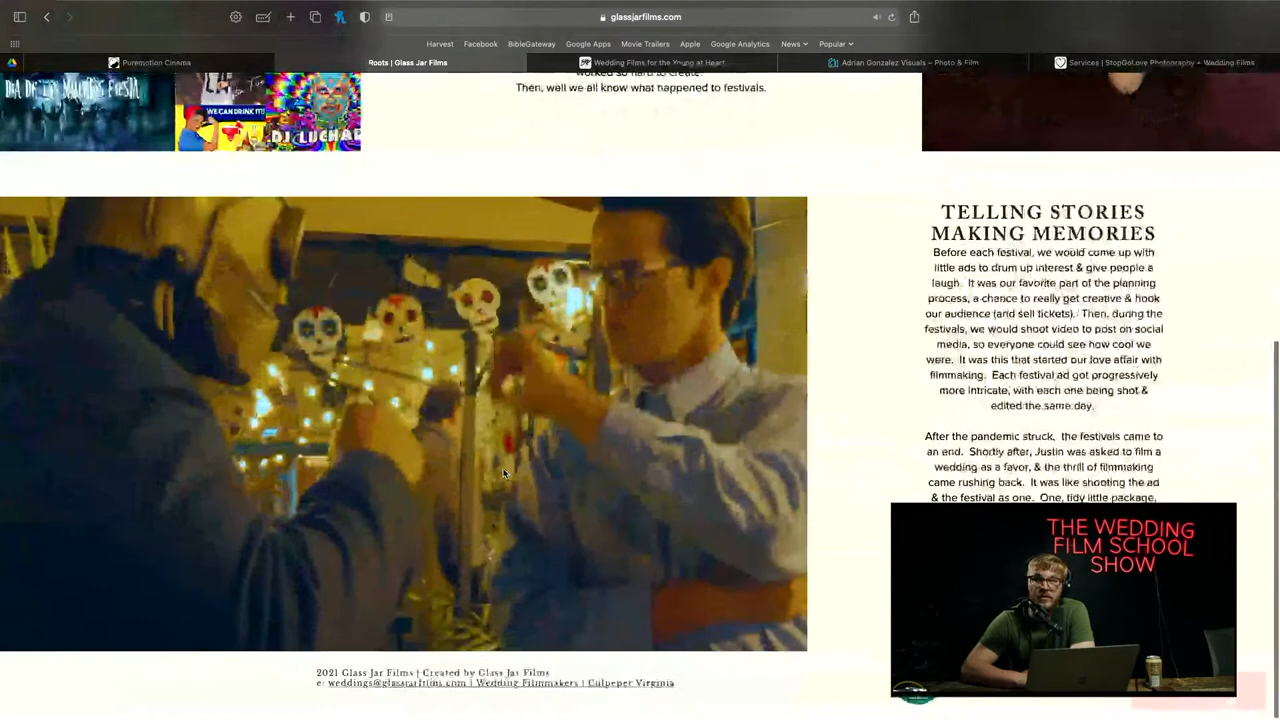 glassjarfilms.com
Harvest Facebook BibleGateway Google Apps Movie Trailers Apple Google Analytics News Popular
Puremotion Cinema
Roots | Glass Jar Films
Wedding Films for the Young at Heart
Adrian Gonzalez Visuals – Photo & Film
Services | StopGoLove Photography + Wedding Films
worked so hard to create.
Then, well we all know what happened to festivals.
WE CAN DRINK IT!
TELLING STORIES
MAKING MEMORIES
Before each festival, we would come up with
little ads to drum up interest & give people a
laugh. It was our favorite part of the planning
process, a chance to really get creative & hook
our audience (and sell tickets). Then, during the
festivals, we would shoot video to post on social
media, so everyone could see how cool we
were. It was this that started our love affair with
filmmaking. Each festival ad got progressively
more intricate, with each one being shot &
edited the same day.
After the pandemic struck, the festivals came to
an end. Shortly after, Justin was asked to film a
wedding as a favor, & the thrill of filmmaking
came rushing back. It was like shooting the ad
& the festival as one. One, tidy little package,
THE WEDDING
FILM SCHOOL
SHOW
2021 Glass Jar Films | Created by Glass Jar Films
e: weddings@glassjarfilms.com | Wedding Filmmakers | Culpeper Virginia